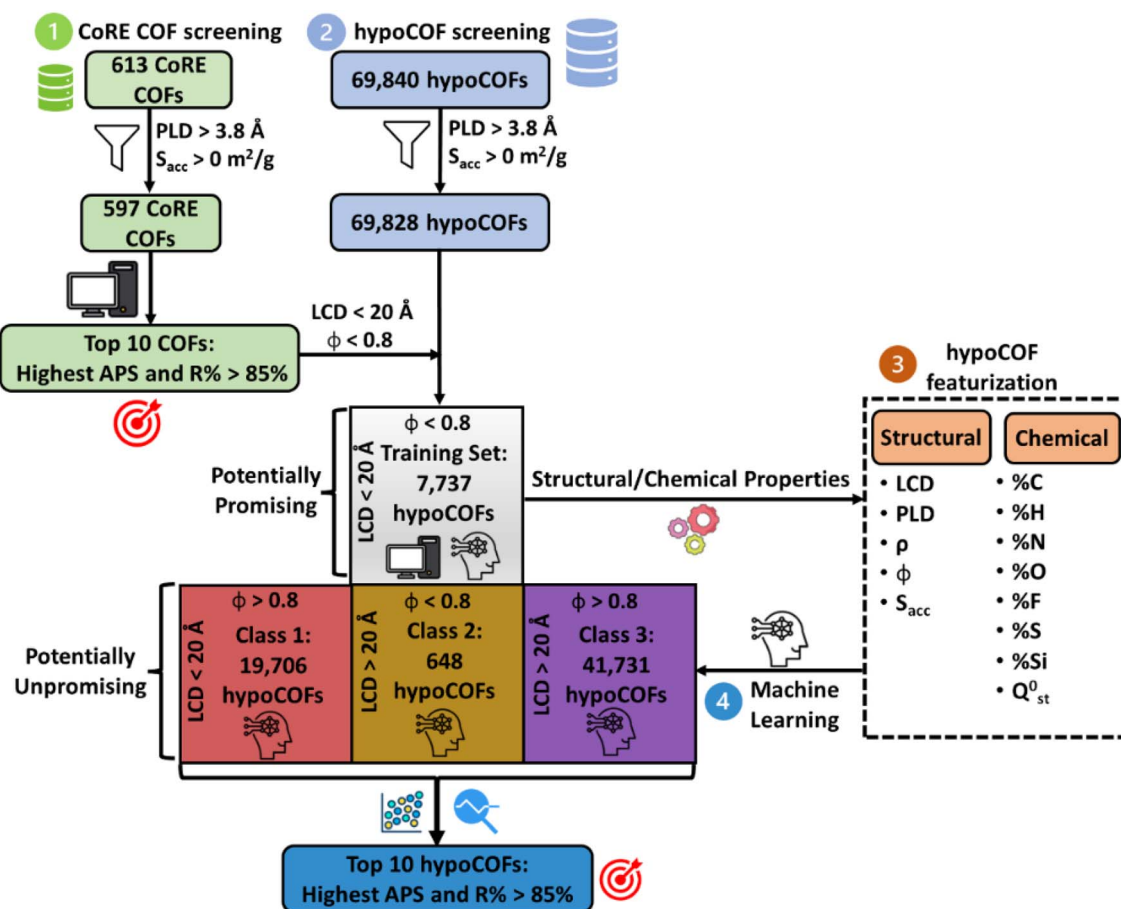 1 CoRE COF screening
613 CoRE
COFs
PLD > 3.8 Å
S_acc > 0 m²/g
597 CoRE
COFs
Top 10 COFs:
Highest APS and R% > 85%
2 hypoCOF screening
69,840 hypoCOFs
PLD > 3.8 Å
S_acc > 0 m²/g
69,828 hypoCOFs
LCD < 20 Å
ϕ < 0.8
Potentially
Promising
LCD < 20 Å
ϕ < 0.8
Training Set:
7,737
hypoCOFs
Structural/Chemical Properties
3 hypoCOF
featurization
Structural
• LCD
• PLD
• ρ
• ϕ
• S_acc
Chemical
• %C
• %H
• %N
• %O
• %F
• %S
• %Si
• Q⁰_st
4 Machine
Learning
Potentially
Unpromising
LCD < 20 Å
ϕ > 0.8
Class 1:
19,706
hypoCOFs
LCD > 20 Å
ϕ < 0.8
Class 2:
648
hypoCOFs
LCD > 20 Å
ϕ > 0.8
Class 3:
41,731
hypoCOFs
Top 10 hypoCOFs:
Highest APS and R% > 85%